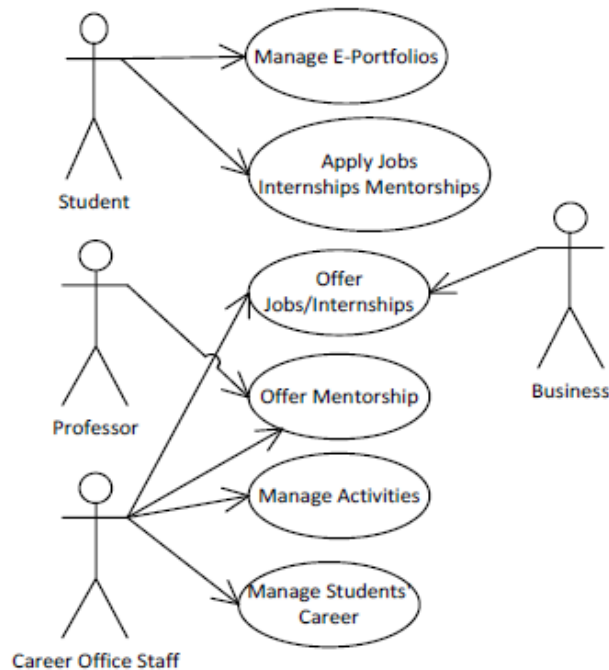 Manage E-Portfolios
Apply Jobs
Internships Mentorships
Student
Offer
Jobs/Internships
Business
Offer Mentorship
Professor
Manage Activities
Manage Students'
Career
Career Office Staff